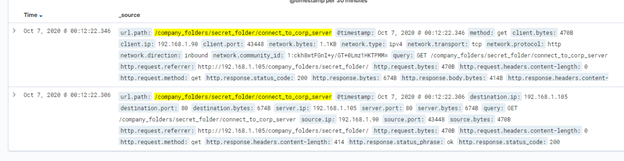 @timestamp per 30 minutes
Time
_source
Oct 7, 2020 @ 00:12:22.346
url.path: /company_folders/secret_folder/connect_to_corp_server @timestamp: Oct 7, 2020 @ 00:12:22.346 method: get client.bytes: 470B
client.ip: 192.168.1.90 client.port: 43448 network.bytes: 1.1KB network.type: ipv4 network.transport: tcp network.protocol: http
network.direction: inbound network.community_id: query: GET /company_folders/secret_folder/connect_to_corp_server
http.request.referrer: http://192.168.1.105/company_folders/secret_folder/ http.request.bytes: 470B http.request.headers.content-length: 0
http.request.method: get http.response.status_code: 200 http.response.bytes: 674B http.response.body.bytes: 414B http.response.headers.content-
Oct 7, 2020 @ 00:12:22.306
url.path: /company_folders/secret_folder/connect_to_corp_server @timestamp: Oct 7, 2020 @ 00:12:22.306 destination.ip: 192.168.1.105
destination.port: 80 destination.bytes: 674B server.ip: 192.168.1.105 server.port: 80 server.bytes: 674B query: GET
/company_folders/secret_folder/connect_to_corp_server source.ip: 192.168.1.90 source.port: 43448 source.bytes: 470B
http.request.referrer: http://192.168.1.105/company_folders/secret_folder/ http.request.bytes: 470B http.request.headers.content-length: 0
http.request.method: get http.response.headers.content-length: 414 http.response.status_phrase: ok http.response.status_code: 200